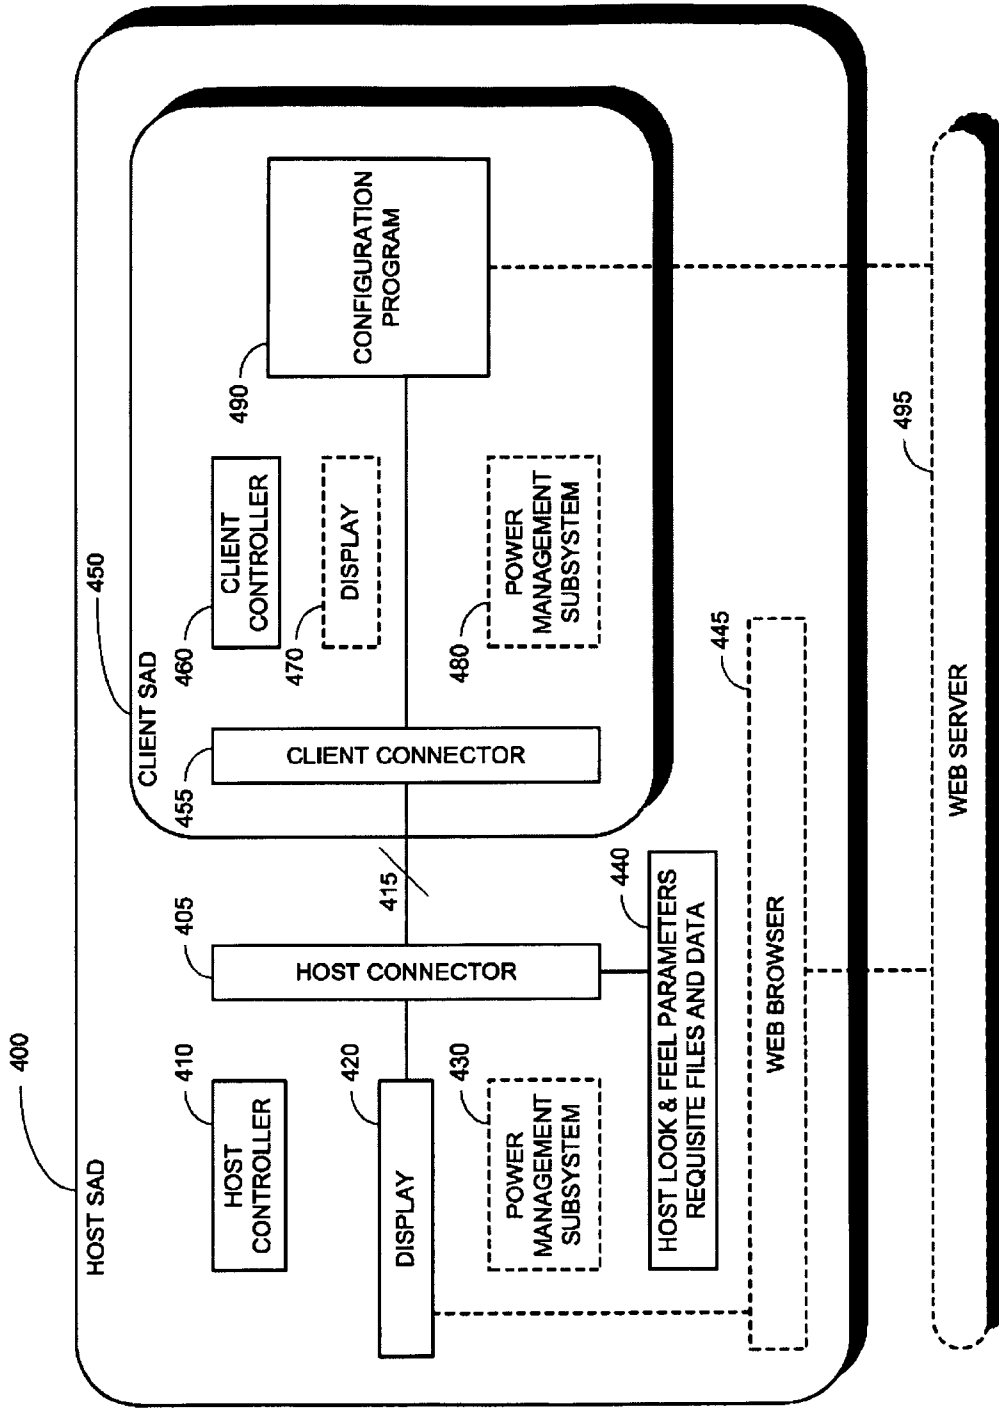 400
HOST SAD
410
HOST
CONTROLLER
420
DISPLAY
430
POWER
MANAGEMENT
SUBSYSTEM
405
HOST CONNECTOR
415
440
HOST LOOK & FEEL PARAMETERS
REQUISITE FILES AND DATA
445
WEB BROWSER
450
CLIENT SAD
455
CLIENT CONNECTOR
460
CLIENT
CONTROLLER
470
DISPLAY
480
POWER
MANAGEMENT
SUBSYSTEM
490
CONFIGURATION
PROGRAM
495
WEB SERVER